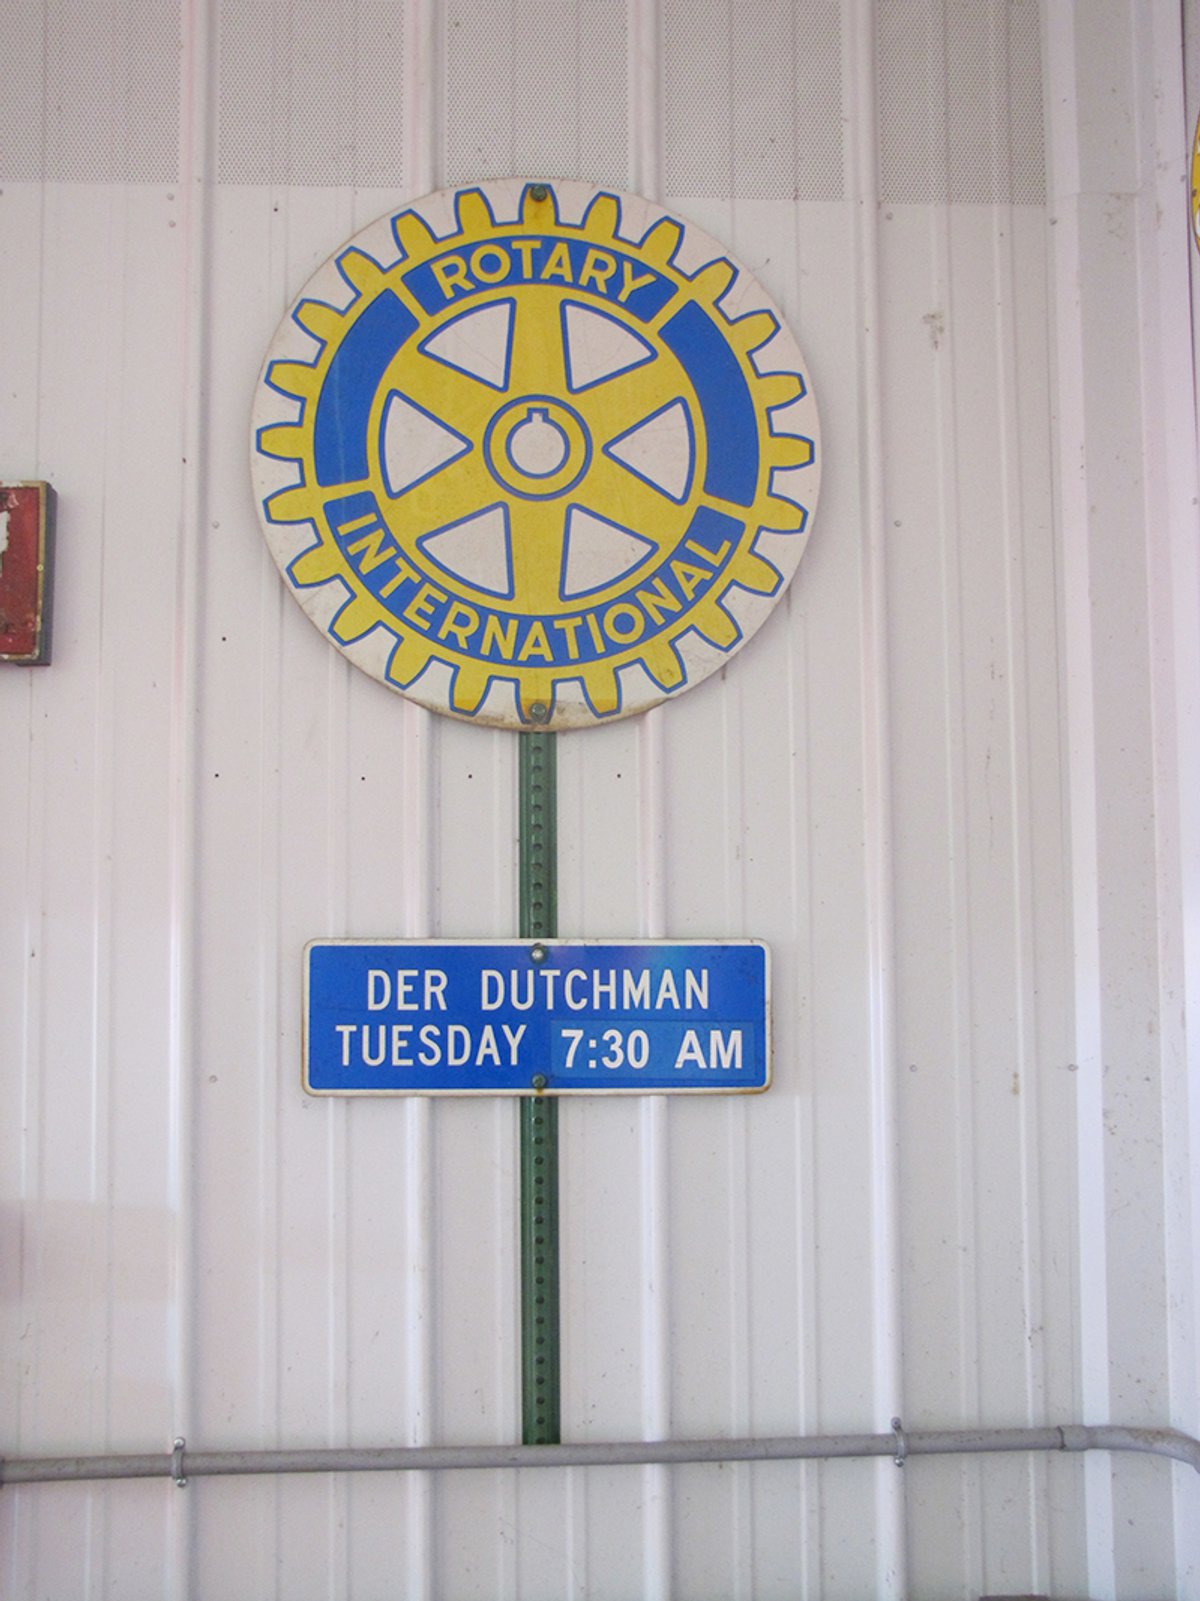 ROTARY
INTERNATIONAL
DER DUTCHMAN
TUESDAY 7:30 AM